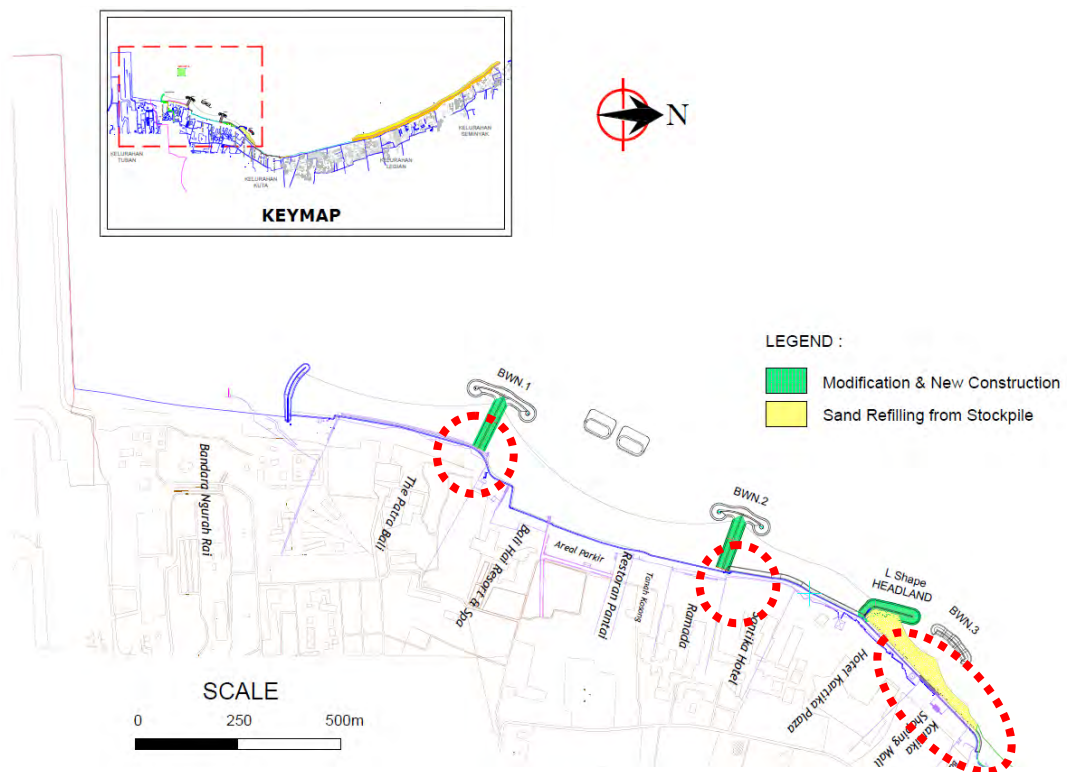 KELURAHAN
TUBAN
KELURAHAN
KUTA
KELURAHAN
LEGIAN
KELURAHAN
SEMINYAK
KEYMAP
N
LEGEND :
Modification & New Construction
Sand Refilling from Stockpile
BWN.1
BWN.2
L Shape
HEADLAND
BWN.3
Bandara Ngurah Rai
The Patra Bali
Bali Hai Resort & Spa
Areal Parkir
Restoran Pantai
Tanah Kosong
Ramada
Santika Hotel
Hotel Kartika Plaza
Kartika
Shopping Mall
SCALE
0 250 500m